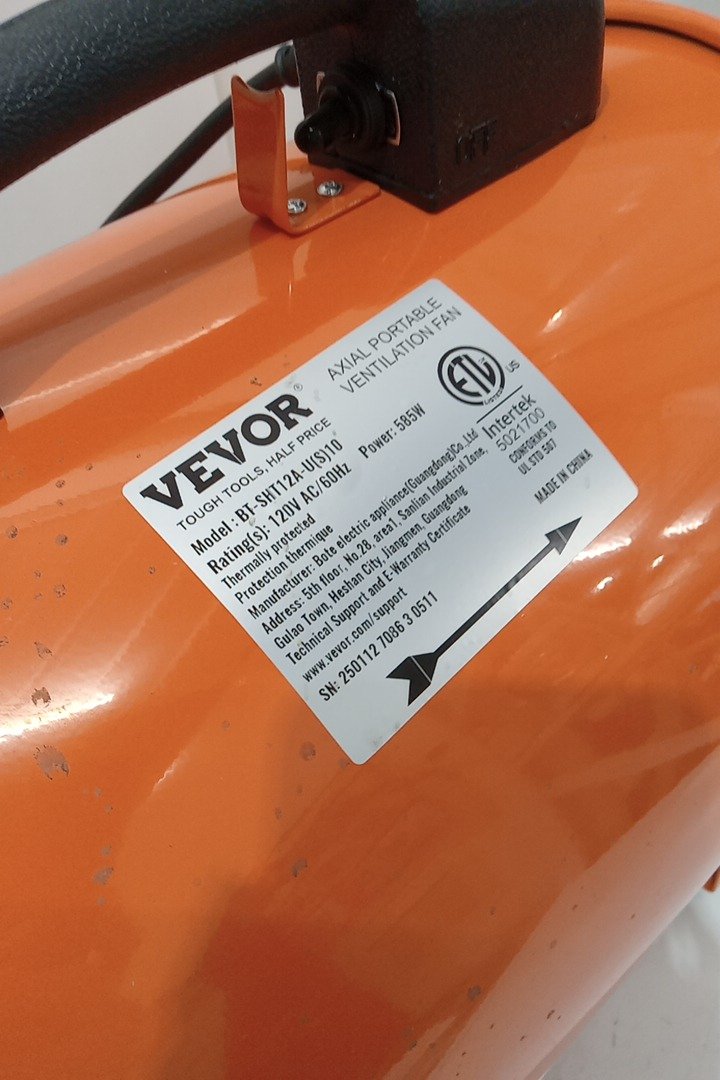 VEVOR®
TOUGH TOOLS, HALF PRICE
AXIAL PORTABLE
VENTILATION FAN
Model : BT-SHT12A-U(S)10
Rating(s): 120V AC/60Hz
Power: 585W
Thermally protected
Protection thermique
Manufacturer: Bote electric appliance(Guangdong)Co.,Ltd
Address: 5th floor, No.28, area1, Sanlian Industrial Zone,
Gulao Town, Heshan City, Jiangmen, Guangdong
Technical Support and E-Warranty Certificate
www.vevor.com/support
SN: 250112 7086 3 0511
ETL
US
Intertek
5021700
CONFORMS TO
UL STD 507
MADE IN CHINA